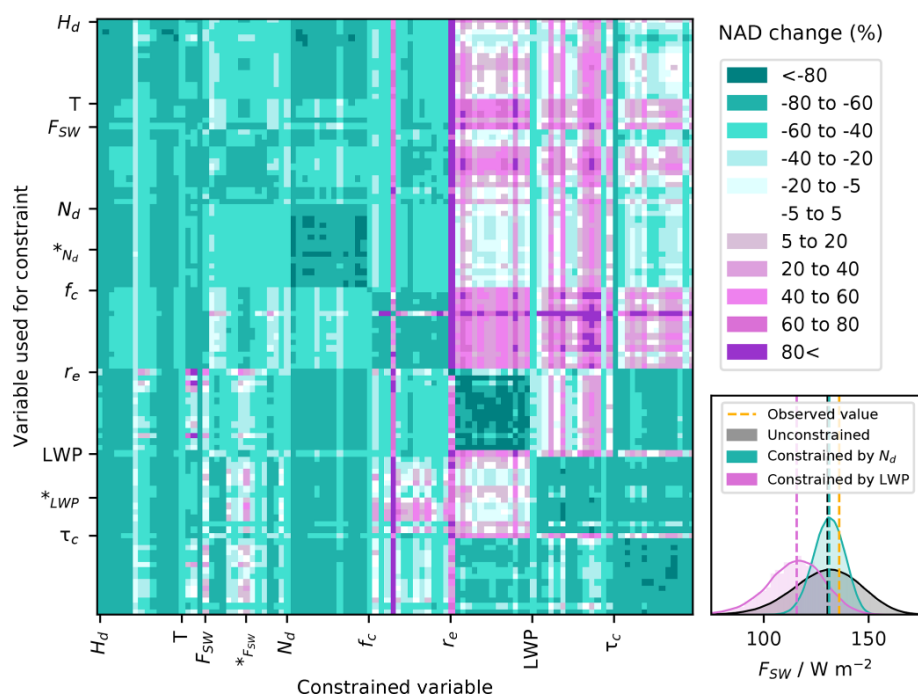 H_d
T
F_SW
N_d
*N_d
f_c
r_e
LWP
*LWP
τ_c
Variable used for constraint
H_d
T
F_SW
*F_SW
N_d
f_c
r_e
LWP
τ_c
Constrained variable
NAD change (%)
<-80
-80 to -60
-60 to -40
-40 to -20
-20 to -5
-5 to 5
5 to 20
20 to 40
40 to 60
60 to 80
80<
Observed value
Unconstrained
Constrained by N_d
Constrained by LWP
100
150
F_SW / W m⁻²